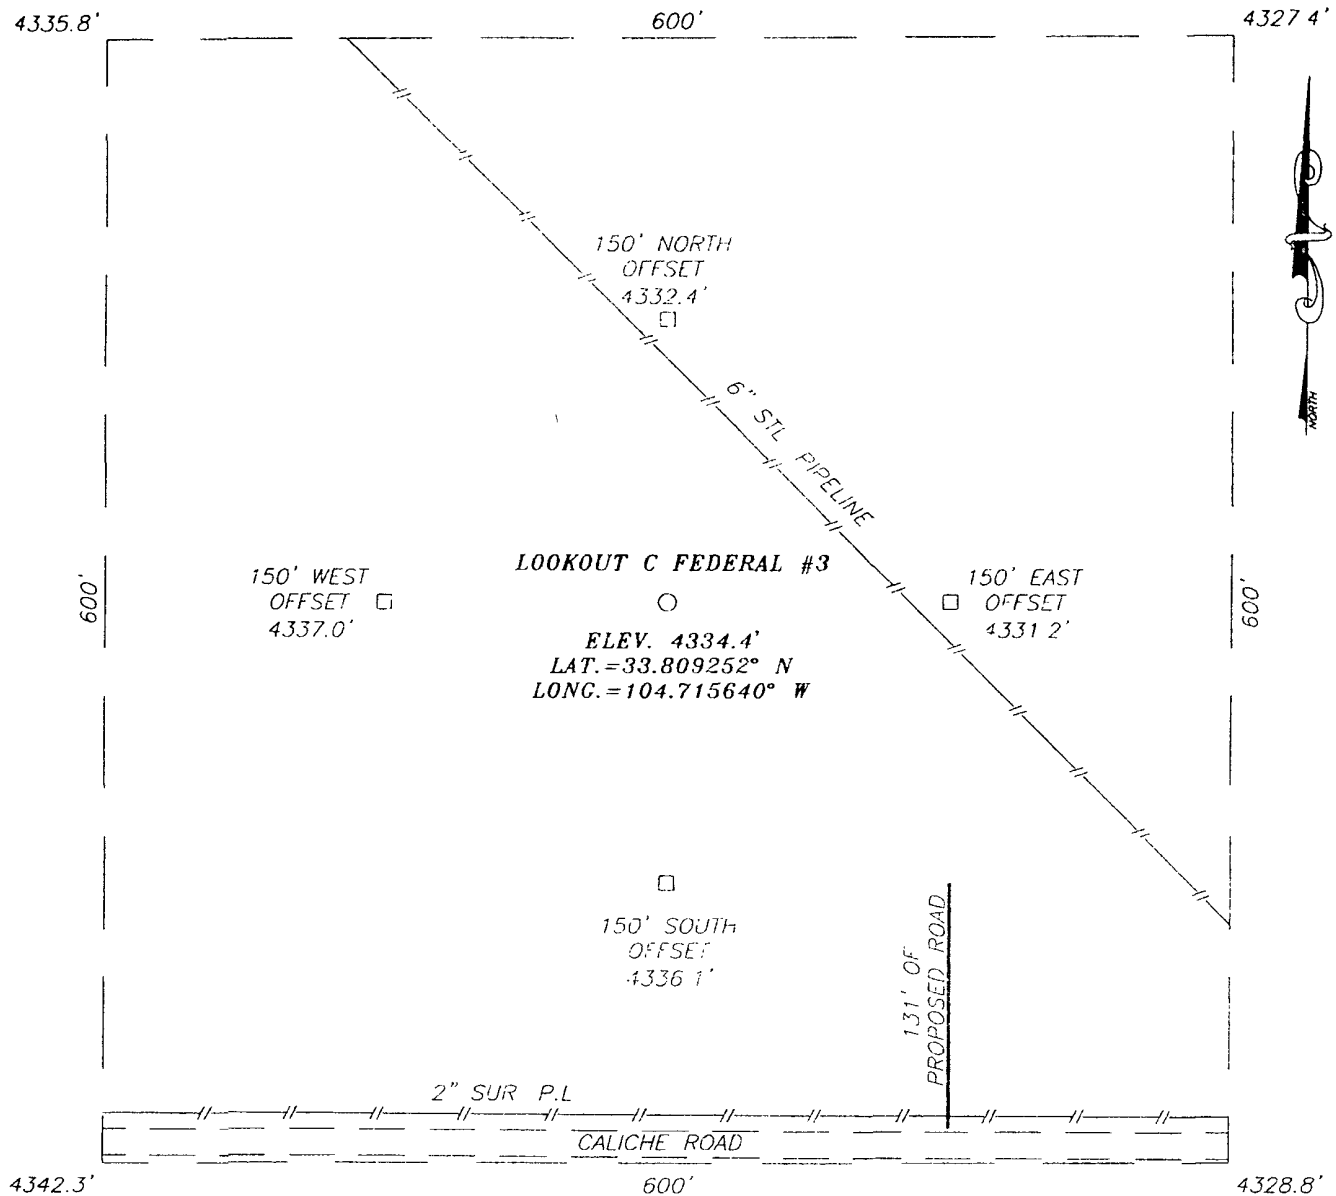 4335.8'
600'
4327 4'
150' NORTH
OFFSET
4332.4'
NORTH
6" STL PIPELINE
LOOKOUT C FEDERAL #3
150' WEST
OFFSET
4337.0'
150' EAST
OFFSET
4331 2'
600'
600'
ELEV. 4334.4'
LAT.=33.809252° N
LONG.=104.715640° W
150' SOUTH
OFFSET
4336 1'
131' OF
PROPOSED ROAD
2" SUR P.L
CALICHE ROAD
4342.3'
600'
4328.8'